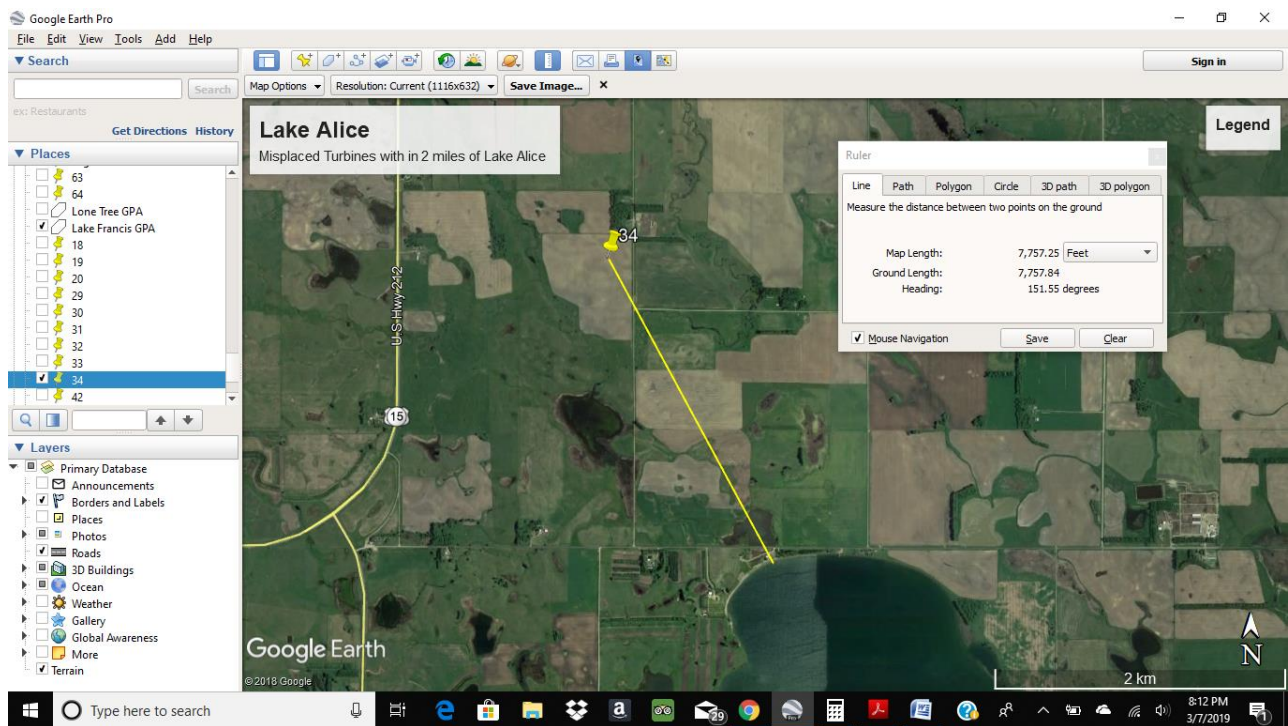 Google Earth Pro
File Edit View Tools Add Help
Search
Search
ex: Restaurants
Get Directions History
Places
63
64
Lone Tree GPA
Lake Francis GPA
18
19
20
29
30
31
32
33
34
42
Layers
Primary Database
Announcements
Borders and Labels
Places
Photos
Roads
3D Buildings
Ocean
Weather
Gallery
Global Awareness
More
Terrain
Sign in
Map Options Resolution: Current (1116x632) Save Image...
Lake Alice
Misplaced Turbines with in 2 miles of Lake Alice
Legend
Ruler
Line Path Polygon Circle 3D path 3D polygon
Measure the distance between two points on the ground
Map Length: 7,757.25 Feet
Ground Length: 7,757.84
Heading: 151.55 degrees
Mouse Navigation Save Clear
34
U.S Hwy 212
15
Google Earth
© 2018 Google
N
2 km
Type here to search
a
29
8:12 PM
3/7/2019